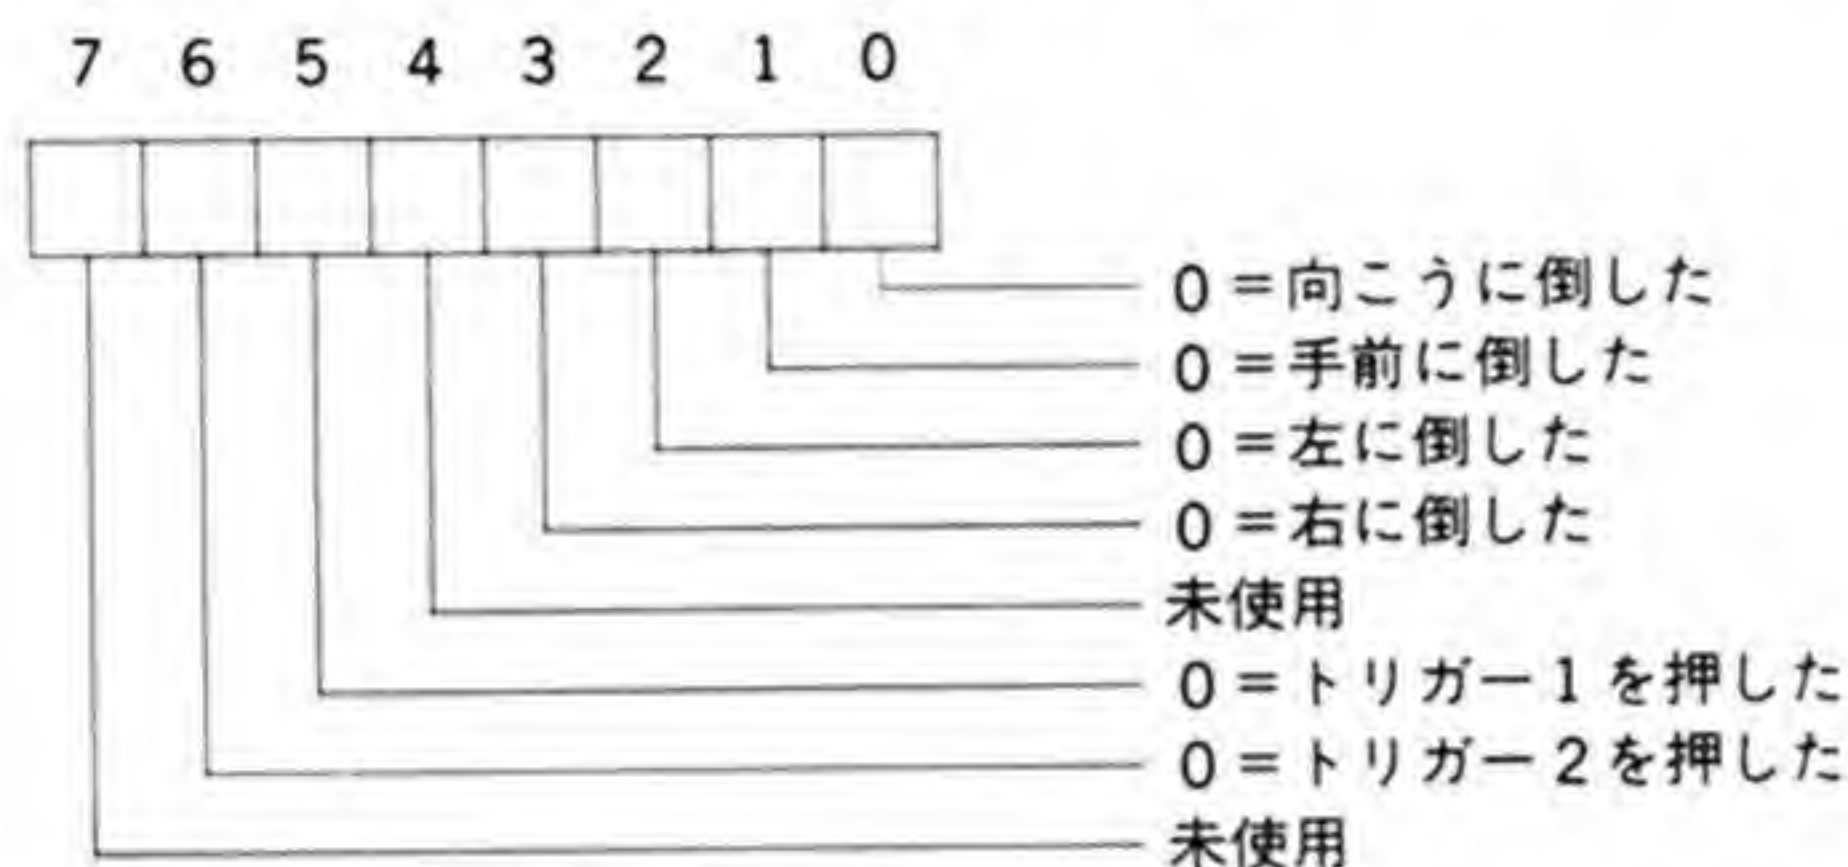 7 6 5 4 3 2 1 0
0=向こうに倒した
0=手前に倒した
0=左に倒した
0=右に倒した
未使用
0=トリガー1を押した
0=トリガー2を押した
未使用